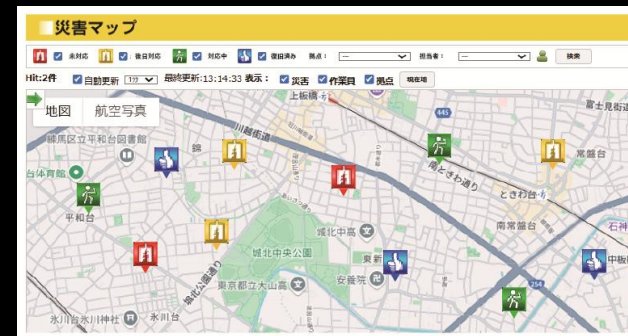 災害マップ
未対応 後日対応 対応中 復旧済み 拠点： 担当者： 検索
Hit:2件 自動更新 1分 最終更新:13:14:33 表示： 災害 作業員 拠点 現在地
地図 航空写真
上板橋
445
富士見街道
練馬区立平和台図書館
川越街道
錦
常盤台
台体育館
南ときわ通り
ときわ台
平和台
南常盤台
石神
城北中高
城北中央公園
東新
中板
城北公園通り
東京都立大山高
安養院
254
氷川台氷川神社
氷川台